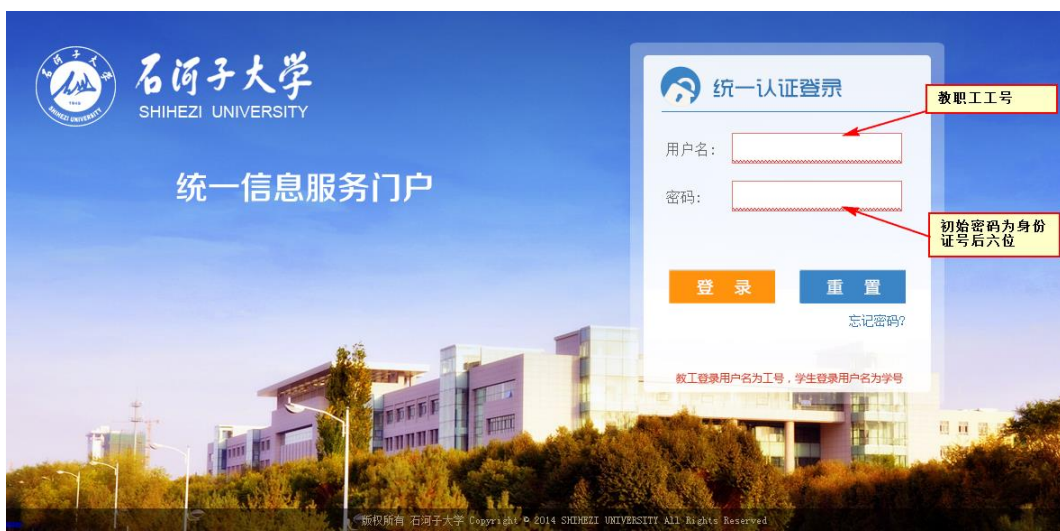 石河子大学
SHIHEZI UNIVERSITY
统一信息服务门户
统一认证登录
用户名：
教职工工号
密码：
初始密码为身份
证号后六位
登 录
重 置
忘记密码?
教工登录用户名为工号，学生登录用户名为学号
版权所有 石河子大学 Copyright © 2014 SHIHEZI UNIVERSITY All Rights Reserved